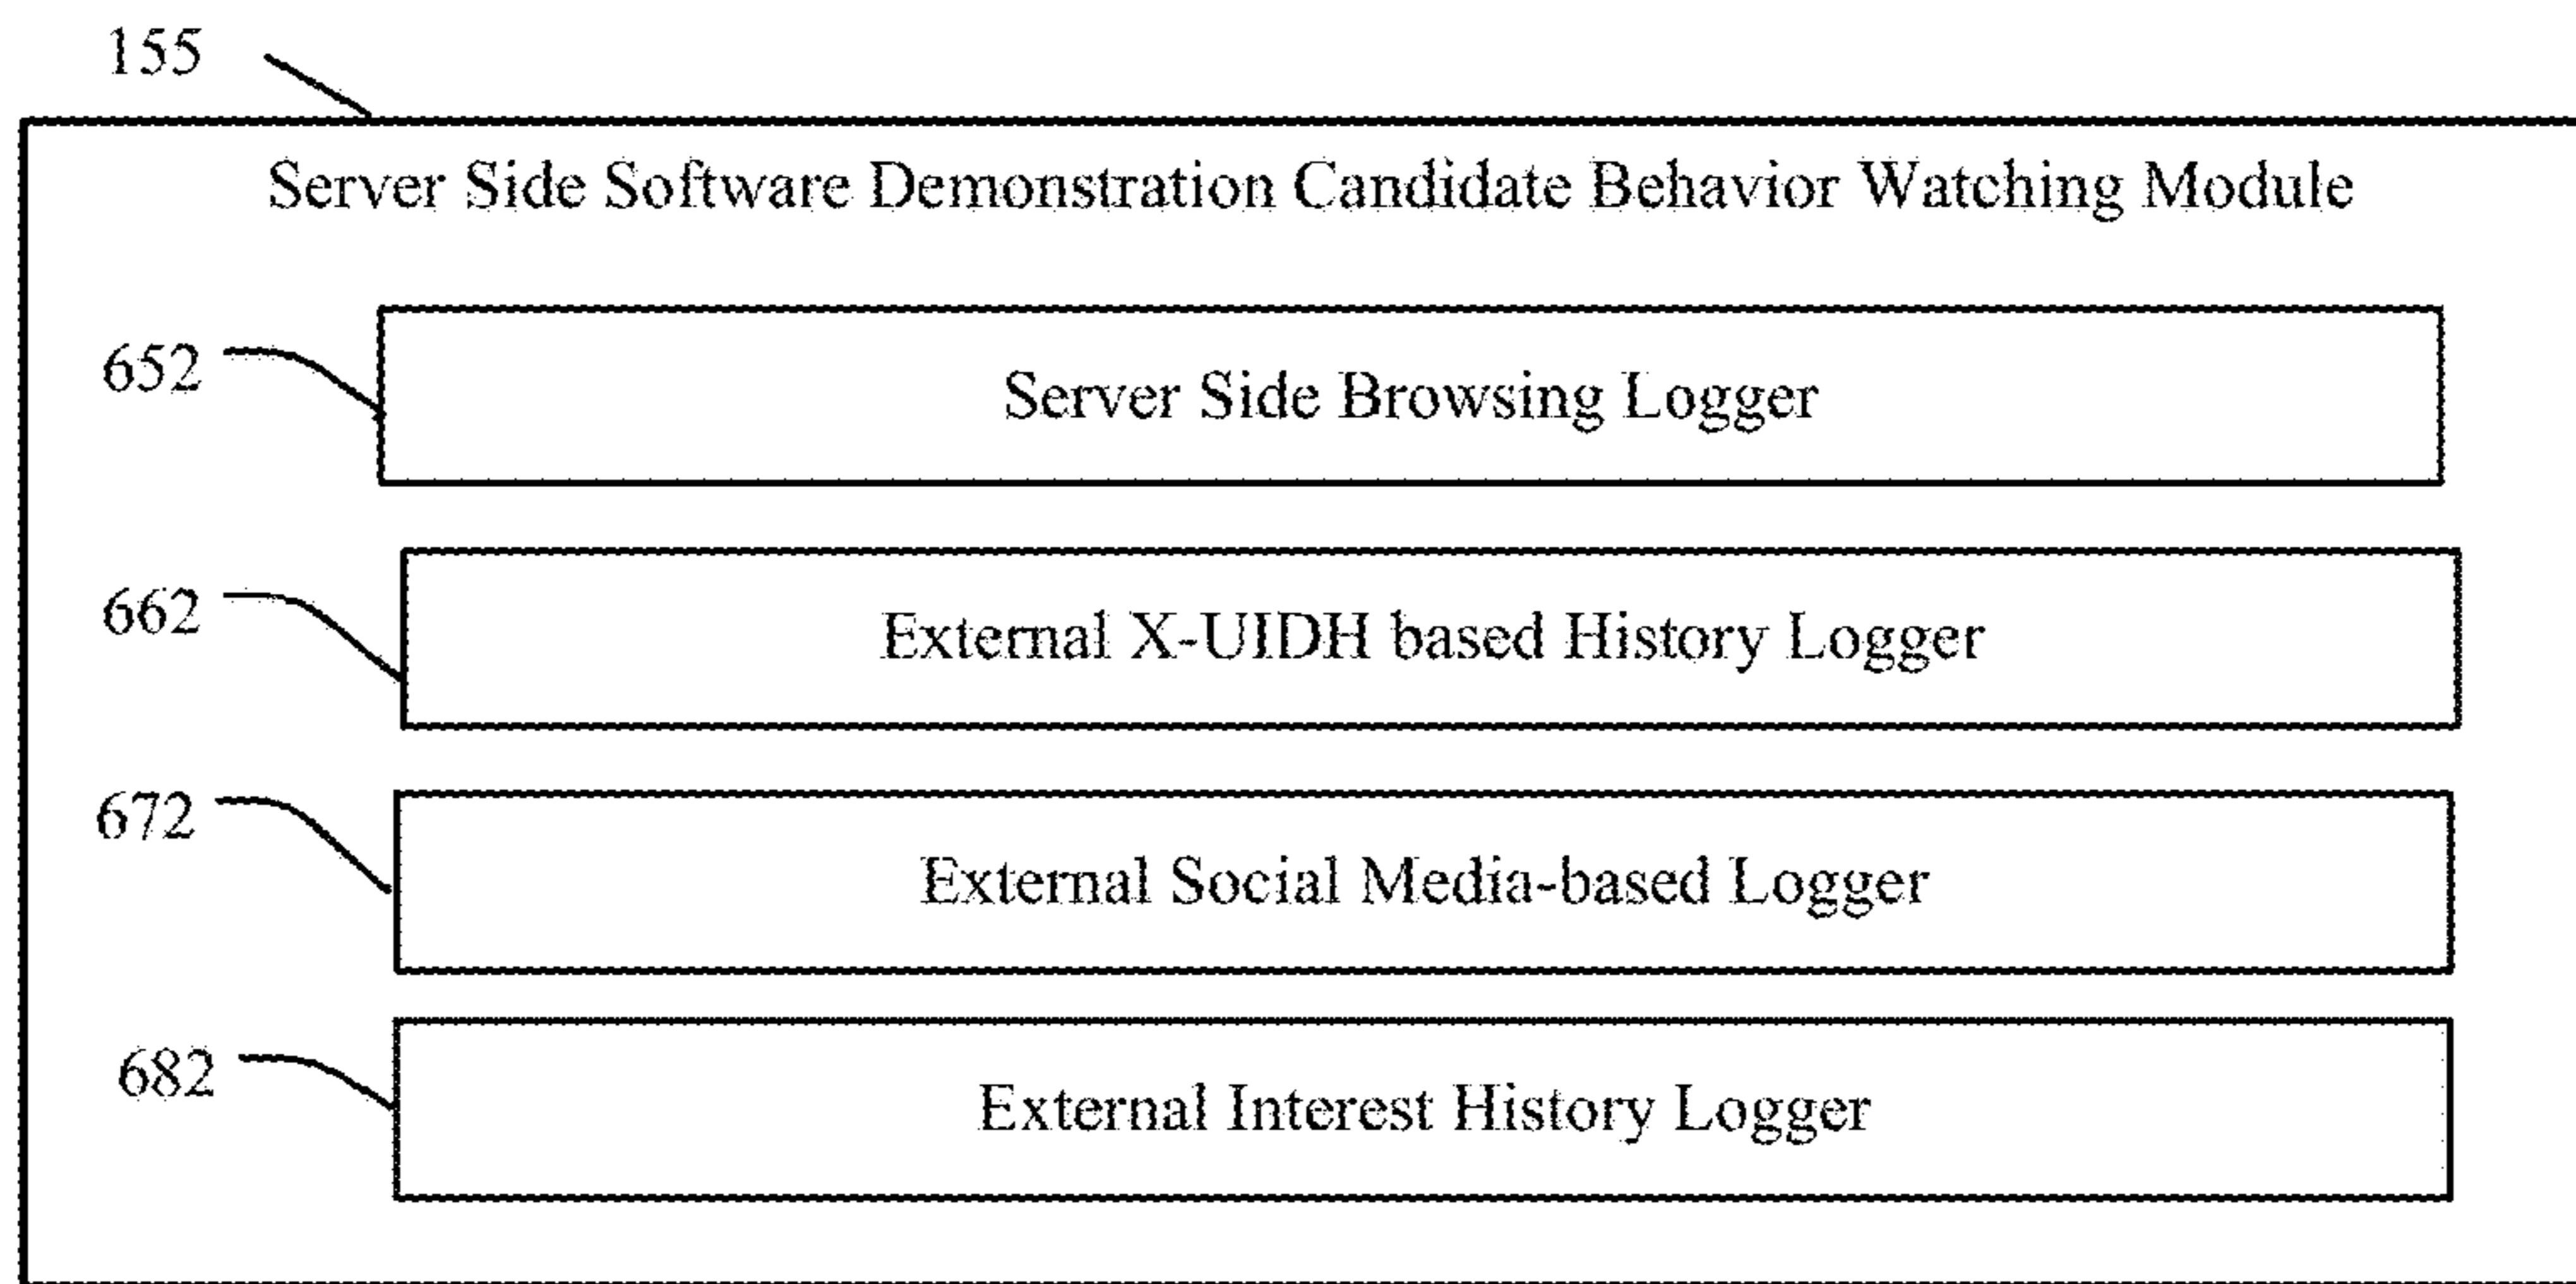 155
Server Side Software Demonstration Candidate Behavior Watching Module
652
Server Side Browsing Logger
662
External X-UIDH based History Logger
672
External Social Media-based Logger
682
External Interest History Logger